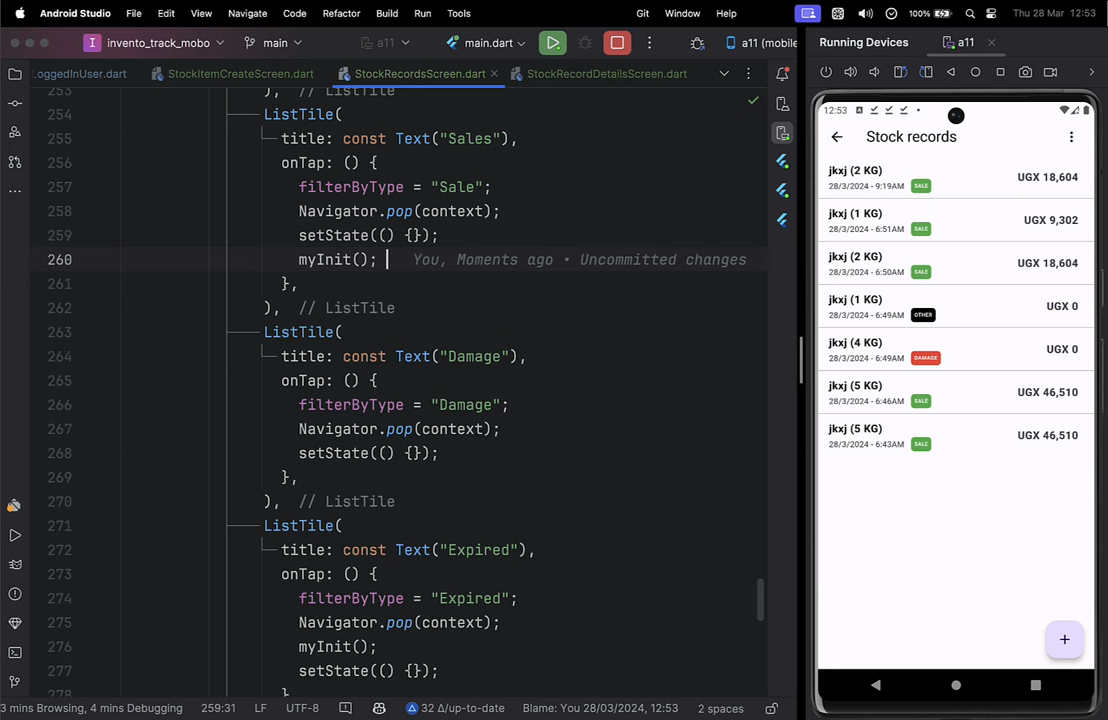 Android Studio File Edit View Navigate Code Refactor Build Run Tools Git Window Help 100% Thu 28 Mar 12:53
I invento_track_mobo main a11 main.dart a11 (mobile Running Devices a11
LoggedInUser.dart StockItemCreateScreen.dart StockRecordsScreen.dart StockRecordDetailsScreen.dart
253 ), // ListTile
254 ListTile(
255 title: const Text("Sales"),
256 onTap: () {
257 filterByType = "Sale";
258 Navigator.pop(context);
259 setState(() {});
260 myInit(); You, Moments ago • Uncommitted changes
261 },
262 ), // ListTile
263 ListTile(
264 title: const Text("Damage"),
265 onTap: () {
266 filterByType = "Damage";
267 Navigator.pop(context);
268 setState(() {});
269 },
270 ), // ListTile
271 ListTile(
272 title: const Text("Expired"),
273 onTap: () {
274 filterByType = "Expired";
275 Navigator.pop(context);
276 myInit();
277 setState(() {});
278 }
3 mins Browsing, 4 mins Debugging 259:31 LF UTF-8 32 Δ/up-to-date Blame: You 28/03/2024, 12:53 2 spaces
12:53
Stock records
jkxj (2 KG)
28/3/2024 - 9:19AM SALE UGX 18,604
jkxj (1 KG)
28/3/2024 - 6:51AM SALE UGX 9,302
jkxj (2 KG)
28/3/2024 - 6:50AM SALE UGX 18,604
jkxj (1 KG)
28/3/2024 - 6:49AM OTHER UGX 0
jkxj (4 KG)
28/3/2024 - 6:49AM DAMAGE UGX 0
jkxj (5 KG)
28/3/2024 - 6:46AM SALE UGX 46,510
jkxj (5 KG)
28/3/2024 - 6:43AM SALE UGX 46,510